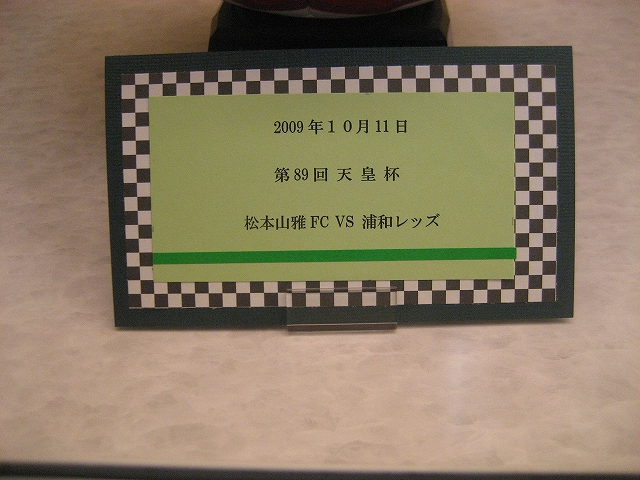 2009年１０月11日
第89回 天 皇 杯
松本山雅FC VS 浦和レッズ